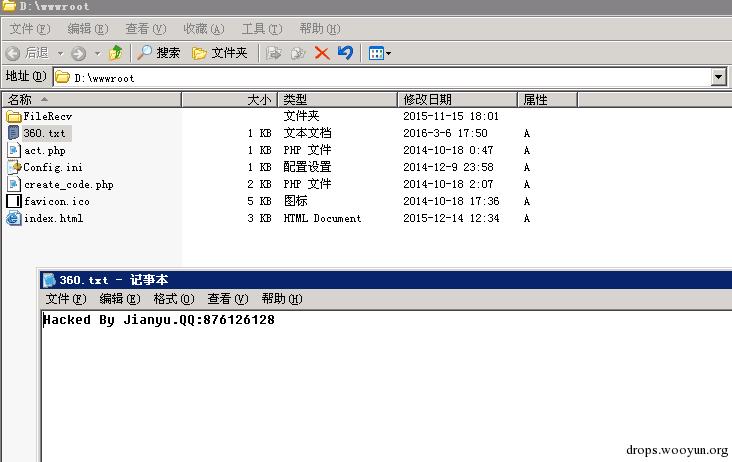 D:\wwwroot
文件(F) 编辑(E) 查看(V) 收藏(A) 工具(T) 帮助(H)
后退 搜索 文件夹
地址(D) D:\wwwroot
名称 大小 类型 修改日期 属性
FileRecv 文件夹 2015-11-15 18:01
360.txt 1 KB 文本文档 2016-3-6 17:50 A
act.php 1 KB PHP 文件 2014-10-18 0:47 A
Config.ini 1 KB 配置设置 2014-12-9 23:58 A
create_code.php 2 KB PHP 文件 2014-10-18 2:07 A
favicon.ico 5 KB 图标 2014-10-18 17:36 A
index.html 3 KB HTML Document 2015-12-14 12:34 A
360.txt - 记事本
文件(F) 编辑(E) 格式(O) 查看(V) 帮助(H)
Hacked By Jianyu.QQ:876126128
drops.wooyun.org